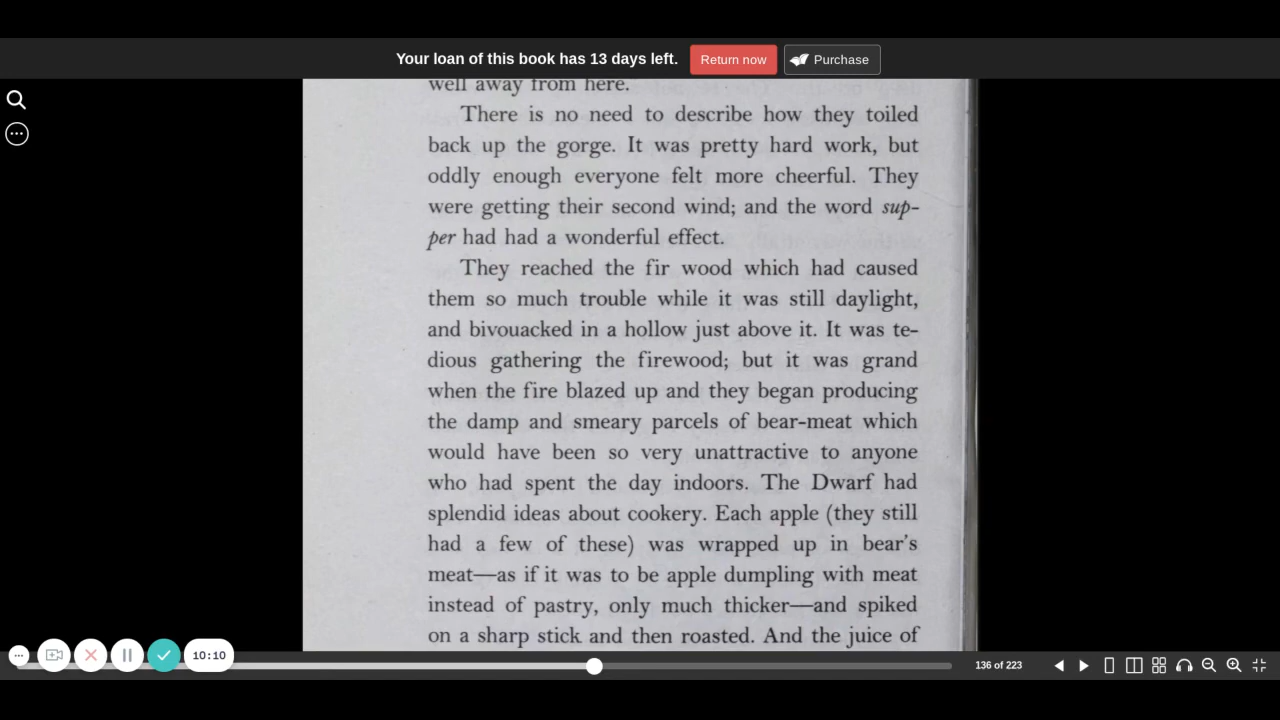 Your loan of this book has 13 days left. Return now Purchase
well away from here.
There is no need to describe how they toiled
back up the gorge. It was pretty hard work, but
oddly enough everyone felt more cheerful. They
were getting their second wind; and the word sup-
per had had a wonderful effect.
They reached the fir wood which had caused
them so much trouble while it was still daylight,
and bivouacked in a hollow just above it. It was te-
dious gathering the firewood; but it was grand
when the fire blazed up and they began producing
the damp and smeary parcels of bear-meat which
would have been so very unattractive to anyone
who had spent the day indoors. The Dwarf had
splendid ideas about cookery. Each apple (they still
had a few of these) was wrapped up in bear's
meat—as if it was to be apple dumpling with meat
instead of pastry, only much thicker—and spiked
on a sharp stick and then roasted. And the juice of
10:10
136 of 223